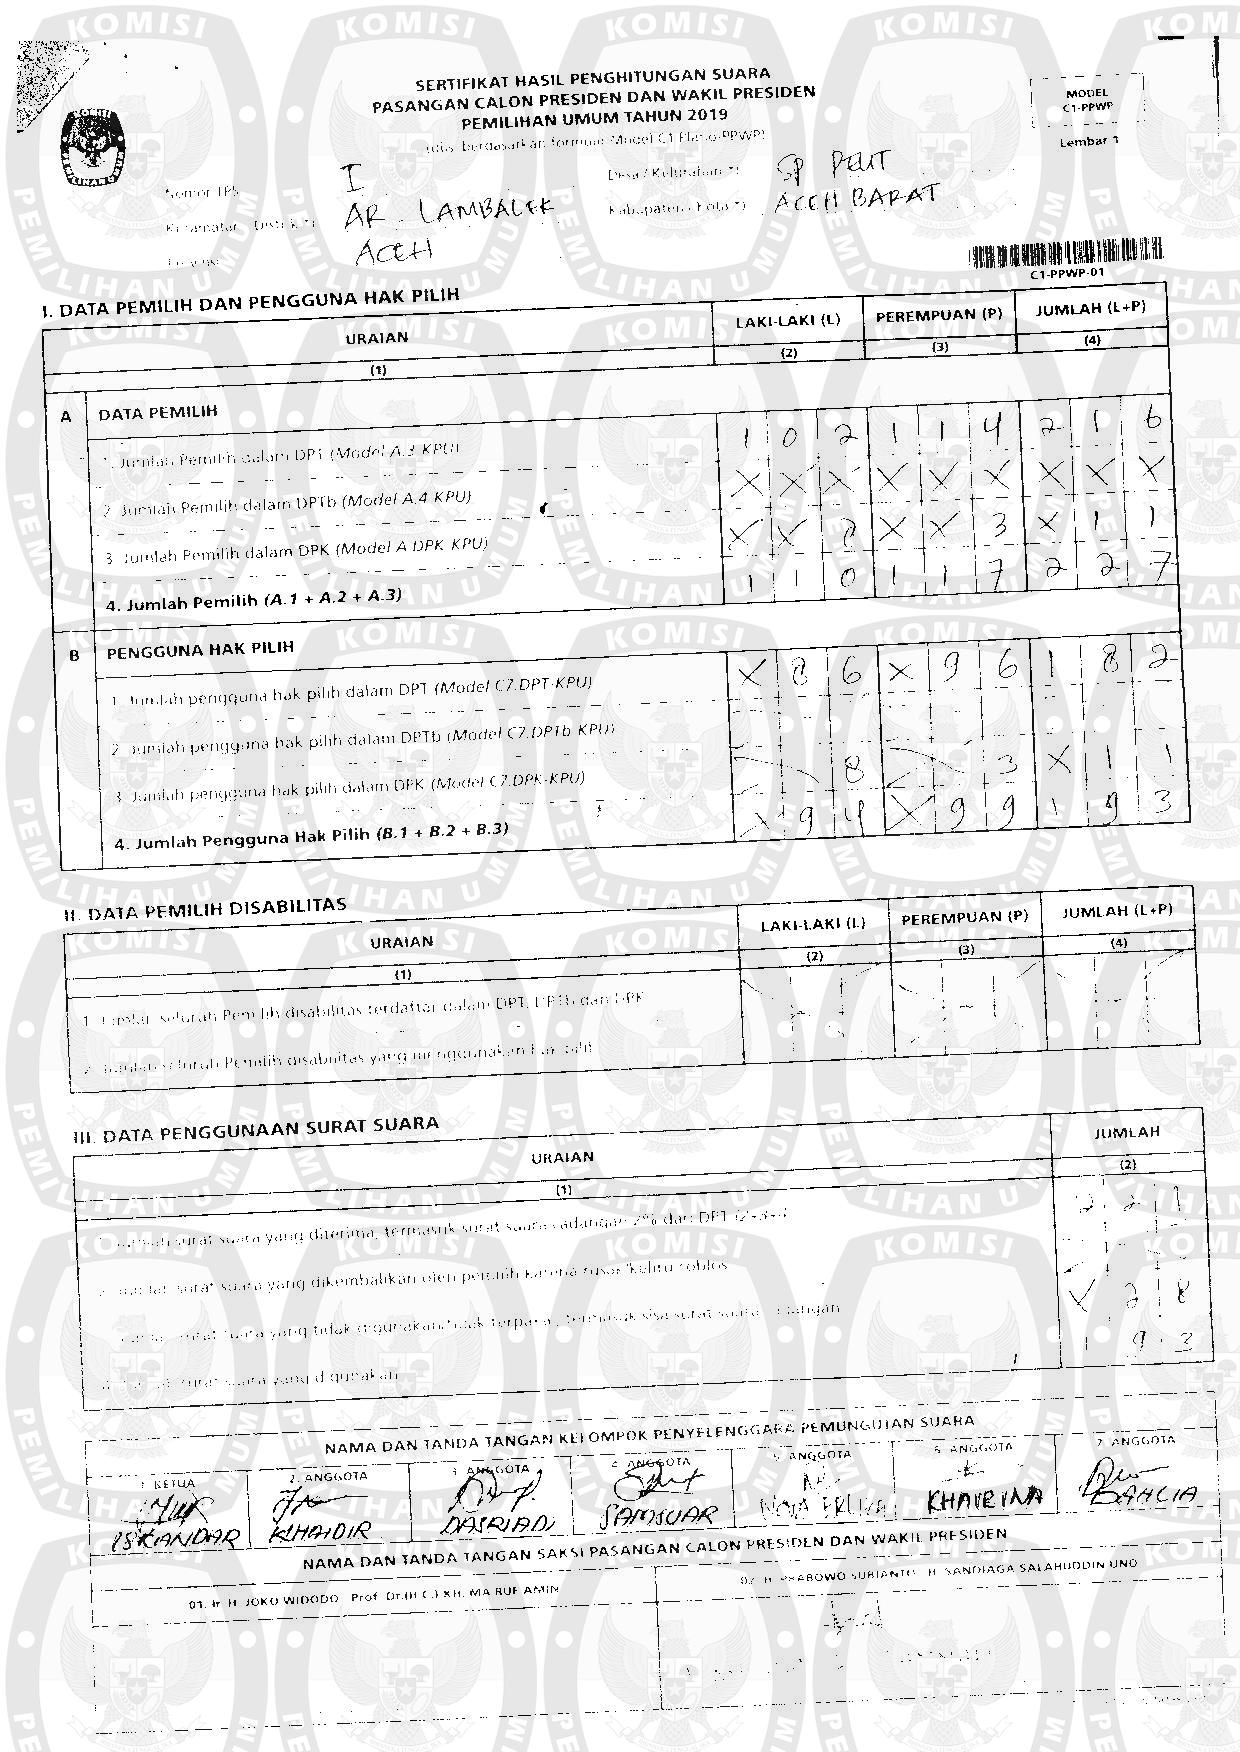 SERTIFIKAT HASIL PENGHITUNGAN SUARA
PASANGAN CALON PRESIDEN DAN WAKIL PRESIDEN
PEMILIHAN UMUM TAHUN 2019
MODEL
C1-PPWP
Lembar 1
Nomor TPS I
Desa / Kelurahan *) SP PEUT
Kecamatan / Distrik *) AR. LAMBALEK
Kabupaten / Kota *) ACEH BARAT
Provinsi ACEH
C1-PPWP-01
I. DATA PEMILIH DAN PENGGUNA HAK PILIH
URAIAN LAKI-LAKI (L) PEREMPUAN (P) JUMLAH (L+P)
(1) (2) (3) (4)
A DATA PEMILIH
1. Jumlah Pemilih dalam DPT (Model A.3-KPU) 1 0 2 1 1 4 2 1 6
2. Jumlah Pemilih dalam DPTb (Model A.4-KPU) X X X X X X X X X
3. Jumlah Pemilih dalam DPK (Model A.DPK-KPU) X X 8 X X 3 X 1 1
4. Jumlah Pemilih (A.1 + A.2 + A.3) 1 1 0 1 1 7 2 2 7
B PENGGUNA HAK PILIH
1. Jumlah pengguna hak pilih dalam DPT (Model C7.DPT-KPU) X 8 6 X 9 6 1 8 2
2. Jumlah pengguna hak pilih dalam DPTb (Model C7.DPTb-KPU)
3. Jumlah pengguna hak pilih dalam DPK (Model C7.DPK-KPU) 8 3 X 1 1
4. Jumlah Pengguna Hak Pilih (B.1 + B.2 + B.3) X 9 4 X 9 9 1 9 3
II. DATA PEMILIH DISABILITAS
URAIAN LAKI-LAKI (L) PEREMPUAN (P) JUMLAH (L+P)
(1) (2) (3) (4)
1. Jumlah seluruh Pemilih disabilitas terdaftar dalam DPT, DPTb dan DPK
2. Jumlah seluruh Pemilih disabilitas yang menggunakan hak pilih
III. DATA PENGGUNAAN SURAT SUARA
URAIAN JUMLAH
(1) (2)
1. Jumlah surat suara yang diterima, termasuk surat suara cadangan 2% dari DPT (2+3+4) 2 2 1
2. Jumlah surat suara yang dikembalikan oleh pemilih karena rusak/keliru coblos
3. Jumlah surat suara yang tidak digunakan/tidak terpakai, termasuk sisa surat suara cadangan X 2 8
4. Jumlah surat suara yang digunakan 1 9 3
NAMA DAN TANDA TANGAN KELOMPOK PENYELENGGARA PEMUNGUTAN SUARA
1. KETUA 2. ANGGOTA 3. ANGGOTA 4. ANGGOTA 5. ANGGOTA 6. ANGGOTA 7. ANGGOTA
ISKANDAR KHAIDIR DASRIADI SAMSUAR KHAIRINA DAHLIA
NAMA DAN TANDA TANGAN SAKSI PASANGAN CALON PRESIDEN DAN WAKIL PRESIDEN
01. Ir. H. JOKO WIDODO - Prof. Dr.(H.C.) KH. MA'RUF AMIN
02. H. PRABOWO SUBIANTO - H. SANDIAGA SALAHUDDIN UNO